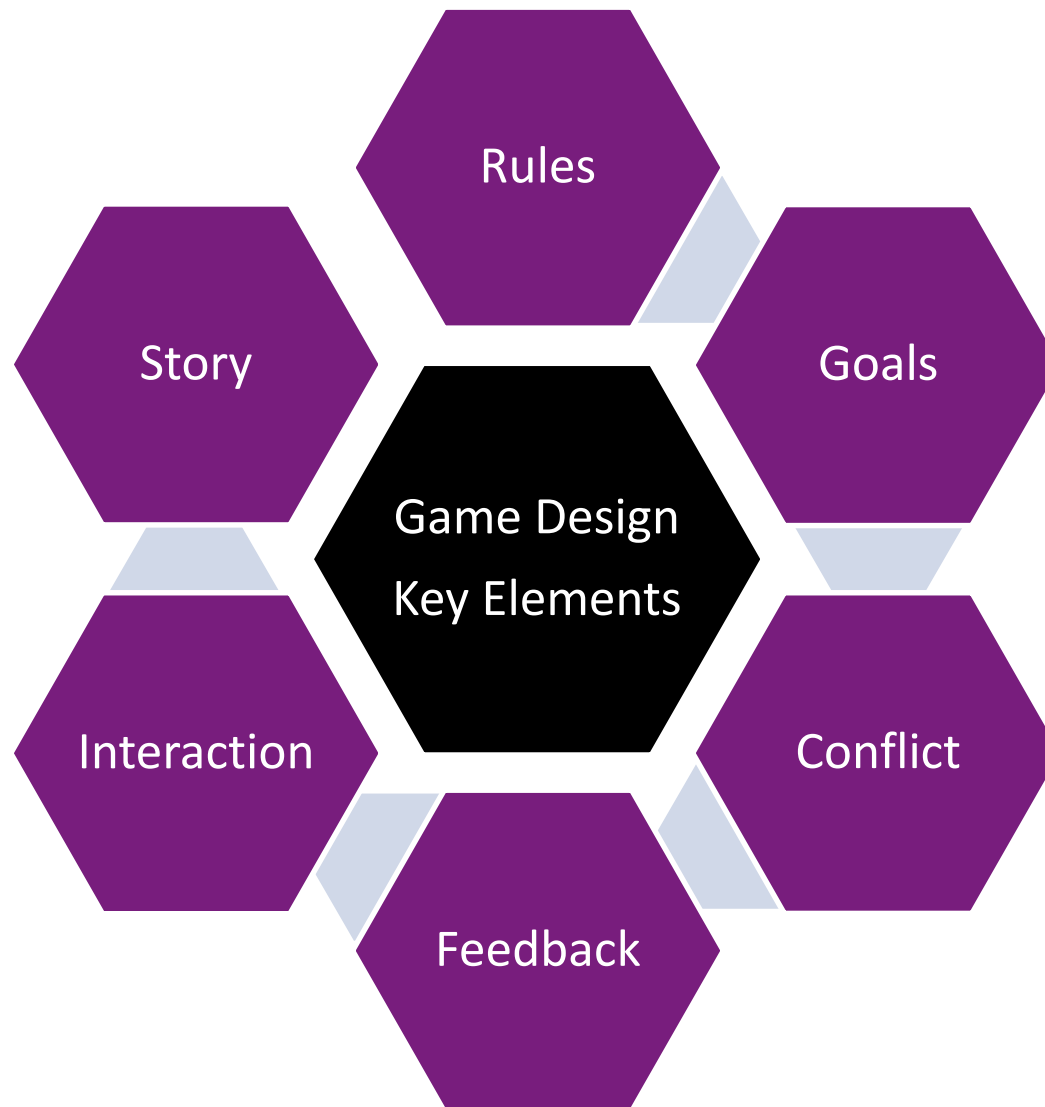 Rules
Goals
Conflict
Feedback
Interaction
Story
Game Design
Key Elements